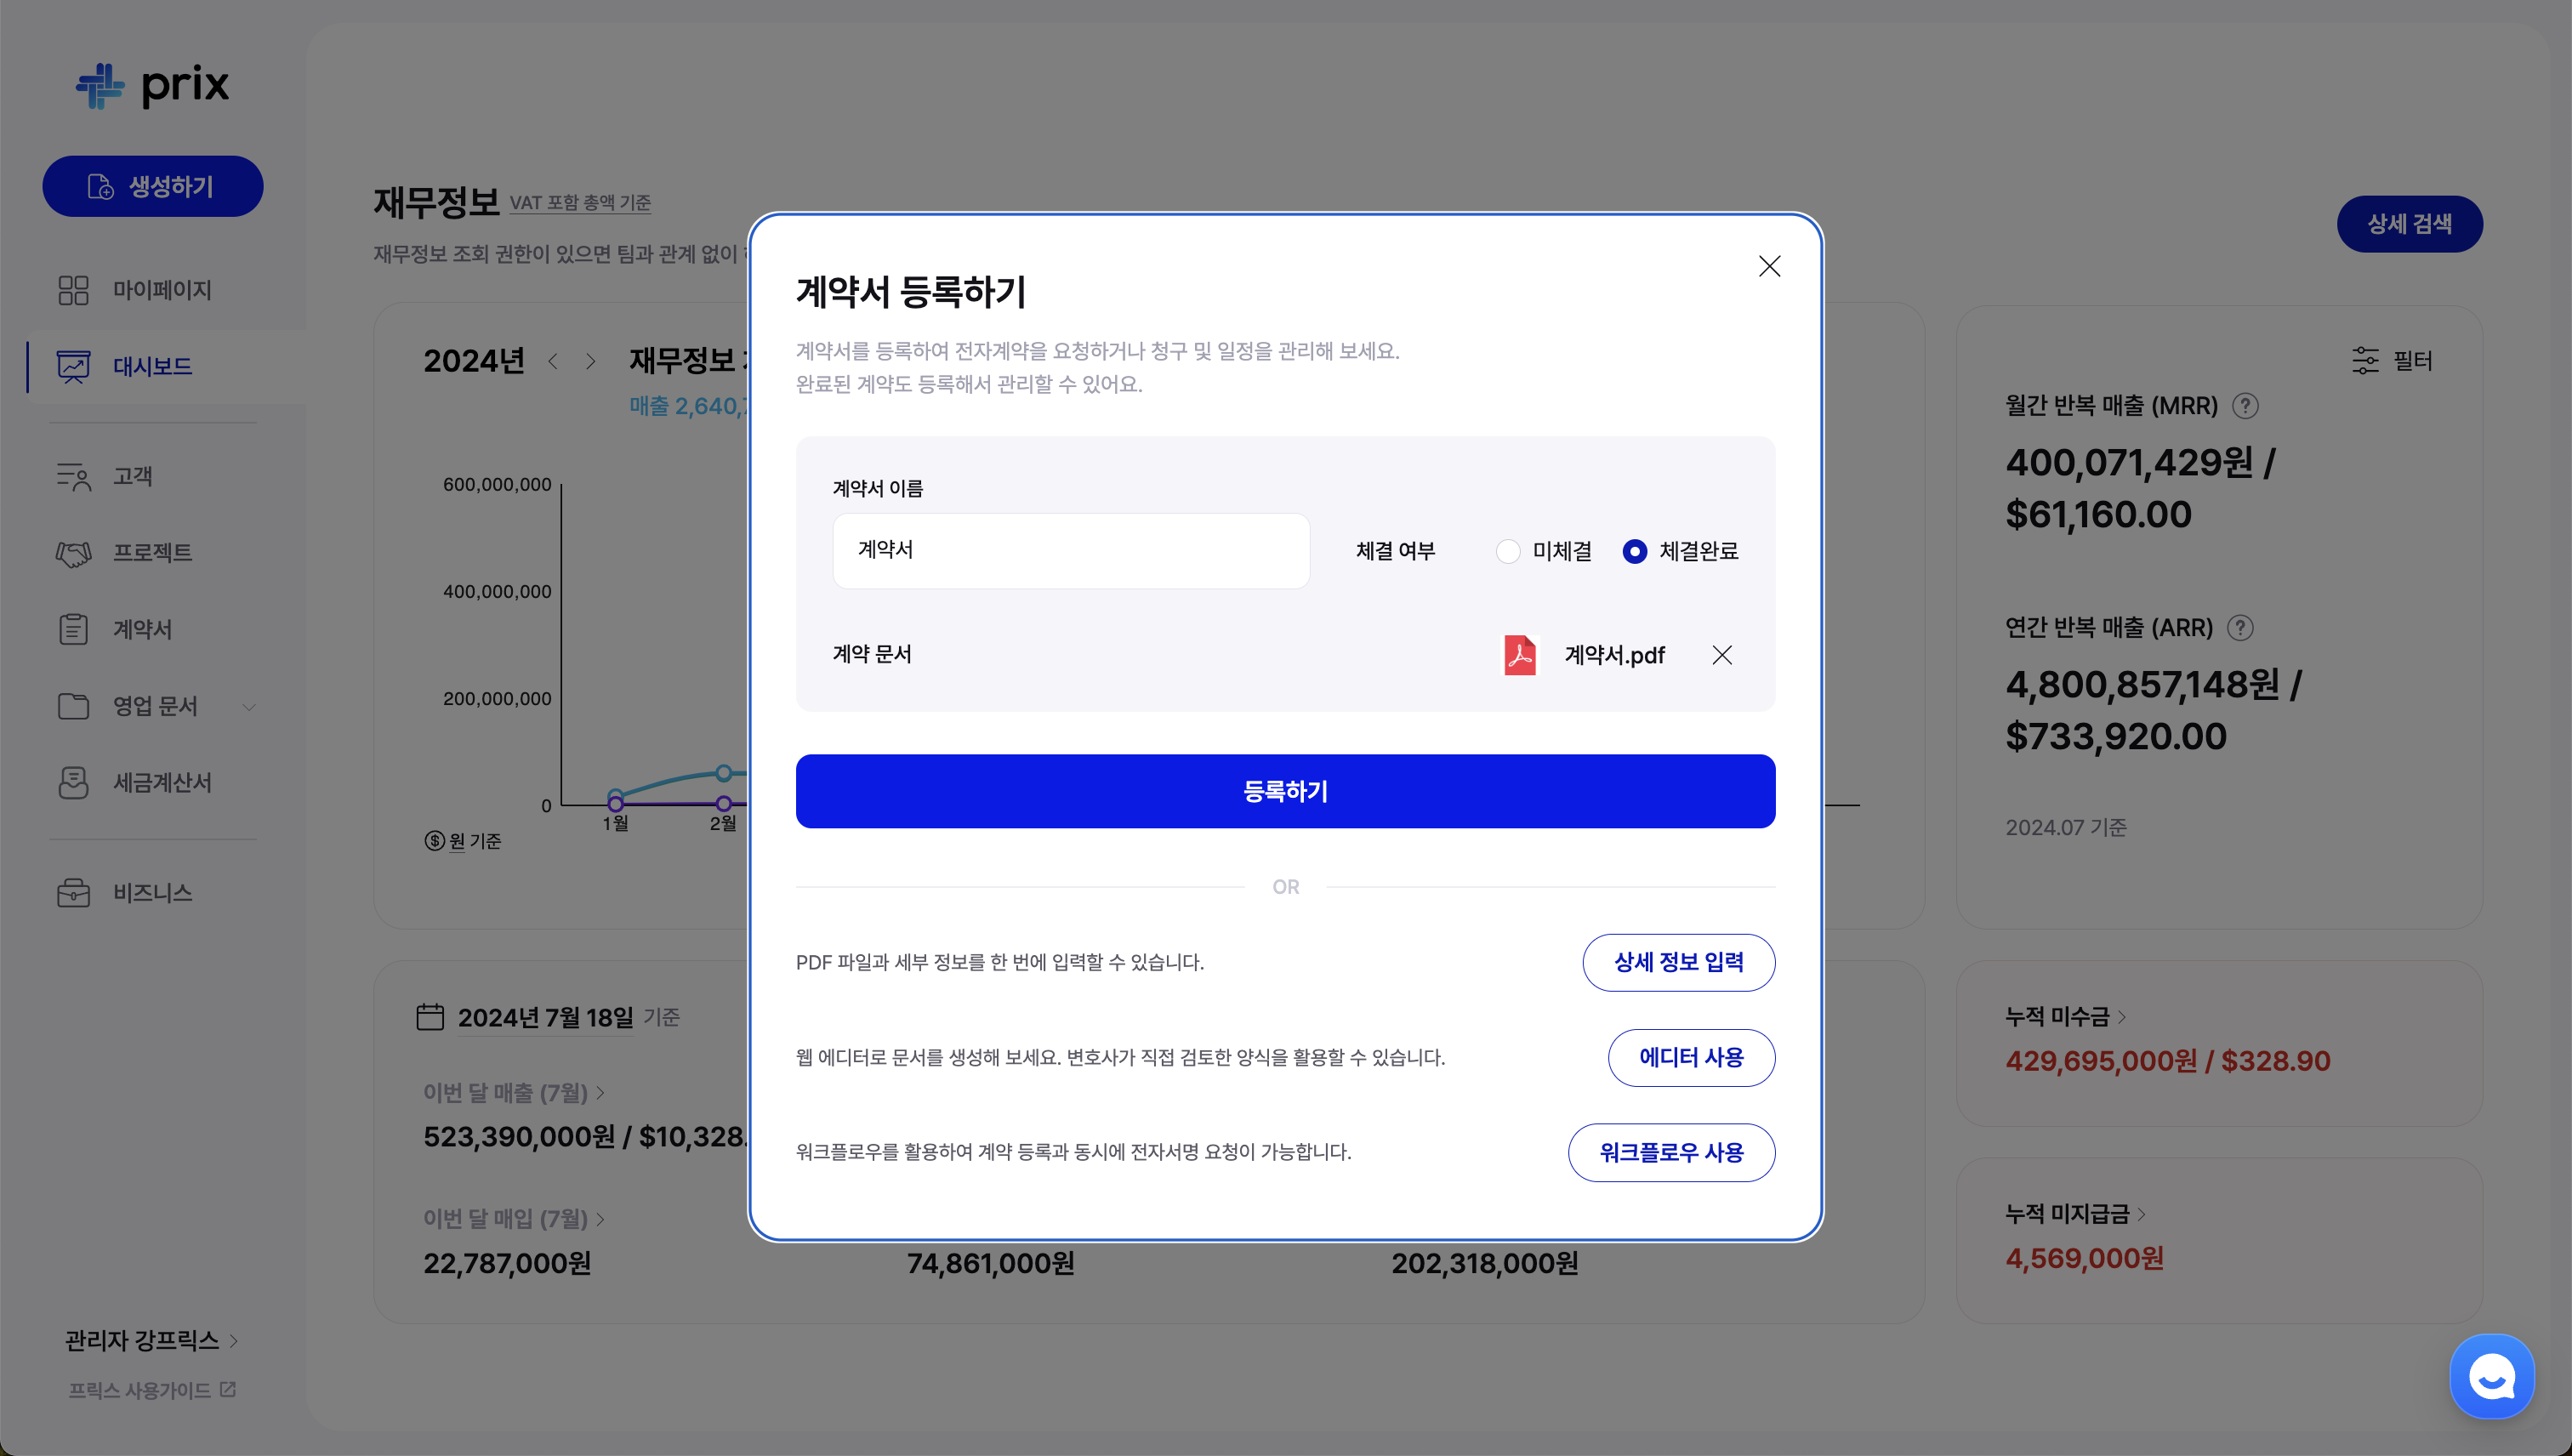 prix
생성하기
마이페이지
대시보드
고객
프로젝트
계약서
영업 문서
세금계산서
비즈니스
관리자 강프릭스
프릭스 사용가이드
재무정보 VAT 포함 총액 기준
재무정보 조회 권한이 있으면 팀과 관계 없이
상세 검색
2024년
재무정보
매출 2,640,
600,000,000
400,000,000
200,000,000
0
1월
2월
원 기준
계약서 등록하기
계약서를 등록하여 전자계약을 요청하거나 청구 및 일정을 관리해 보세요.
완료된 계약도 등록해서 관리할 수 있어요.
계약서 이름
계약서
체결 여부
미체결
체결완료
계약 문서
계약서.pdf
등록하기
OR
PDF 파일과 세부 정보를 한 번에 입력할 수 있습니다.
상세 정보 입력
웹 에디터로 문서를 생성해 보세요. 변호사가 직접 검토한 양식을 활용할 수 있습니다.
에디터 사용
워크플로우를 활용하여 계약 등록과 동시에 전자서명 요청이 가능합니다.
워크플로우 사용
필터
월간 반복 매출 (MRR) ?
400,071,429원 /
$61,160.00
연간 반복 매출 (ARR) ?
4,800,857,148원 /
$733,920.00
2024.07 기준
2024년 7월 18일 기준
이번 달 매출 (7월)
523,390,000원 / $10,328.
이번 달 매입 (7월)
22,787,000원
74,861,000원
202,318,000원
누적 미수금
429,695,000원 / $328.90
누적 미지급금
4,569,000원